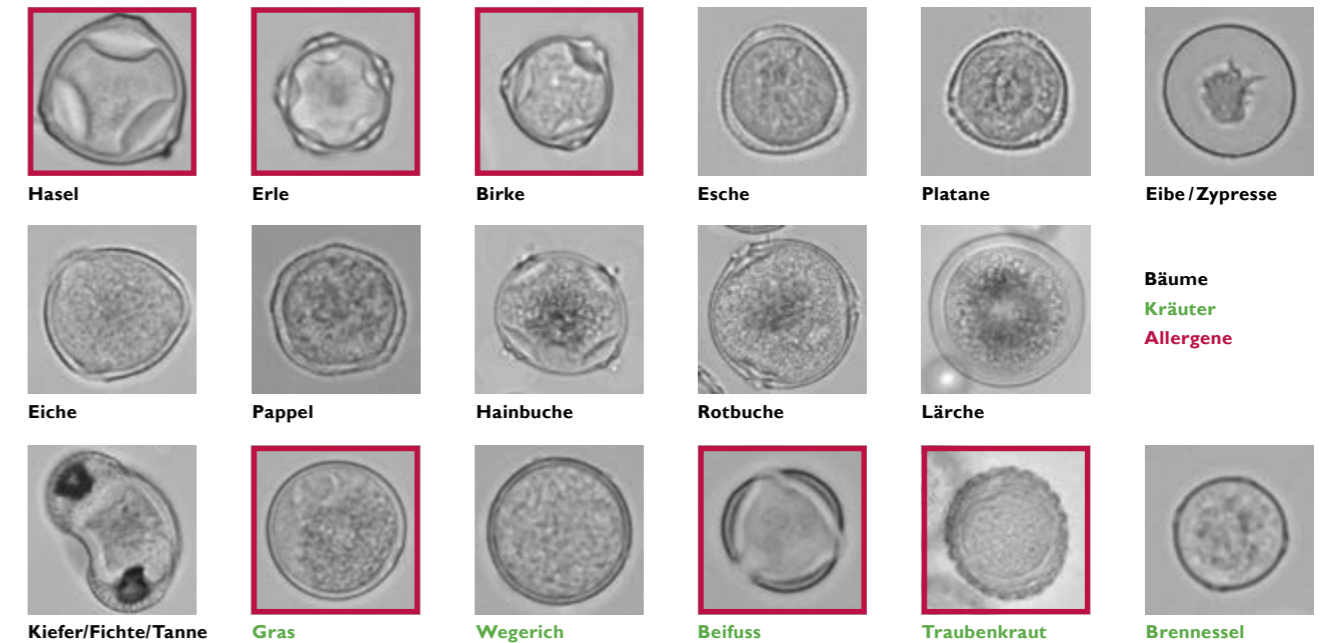 Hasel
Erle
Birke
Esche
Platane
Eibe/Zypresse
Eiche
Pappel
Hainbuche
Rotbuche
Lärche
Bäume
Kräuter
Allergene
Kiefer/Fichte/Tanne
Gras
Wegerich
Beifuss
Traubenkraut
Brennessel